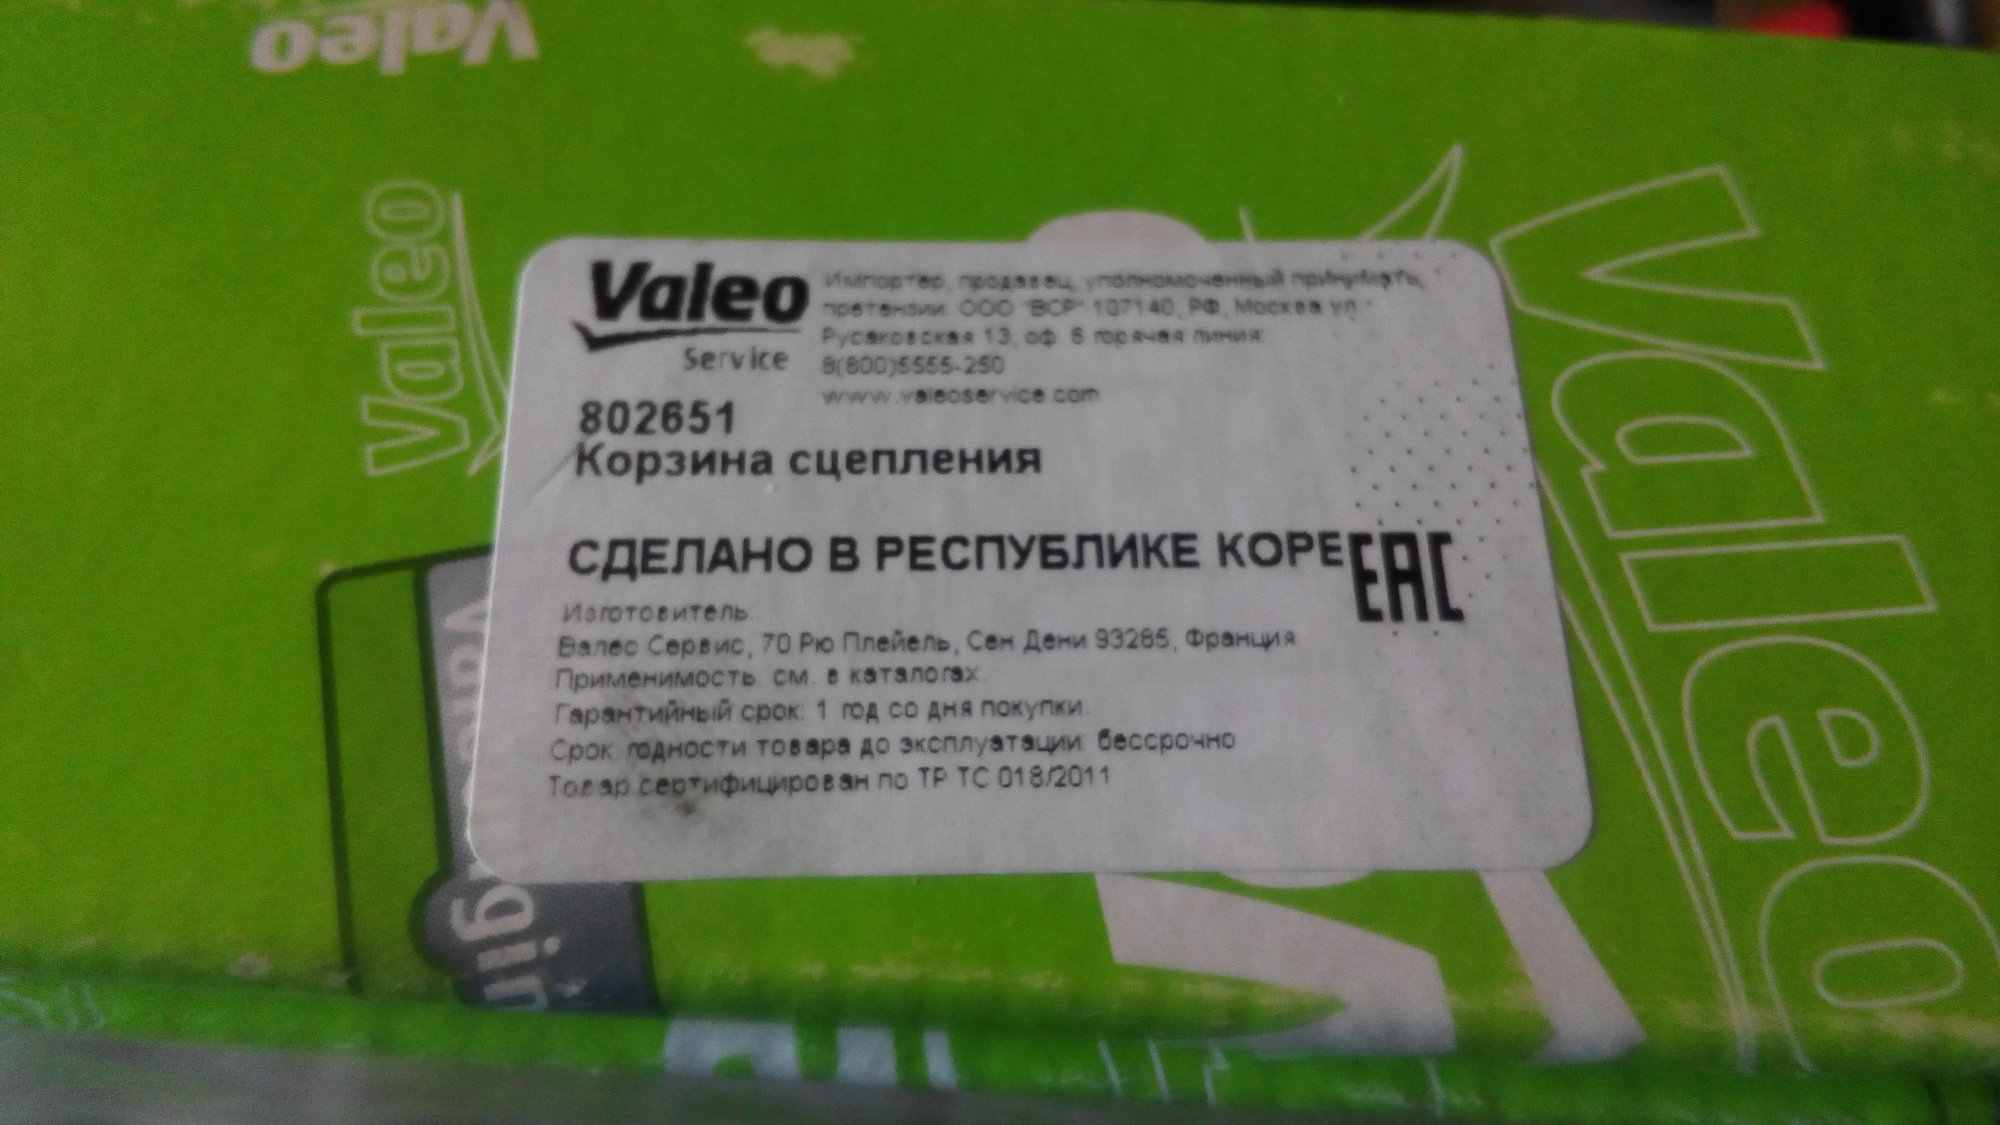 Valeo
Valeo
Valeo
Service
Импортер, продавец, уполномоченный принимать
претензии: ООО "ВСР" 107140, РФ, Москва ул.
Русаковская 13, оф. 6 горячая линия:
8(800)5555-250
www.valeoservice.com
802651
Корзина сцепления
СДЕЛАНО В РЕСПУБЛИКЕ КОРЕ
EAC
Изготовитель:
Валео Сервис, 70 Рю Плейель, Сен Дени 93285, Франция
Применимость: см. в каталогах.
Гарантийный срок: 1 год со дня покупки.
Срок годности товара до эксплуатации: бессрочно
Товар сертифицирован по ТР ТС 018/2011
Valeo